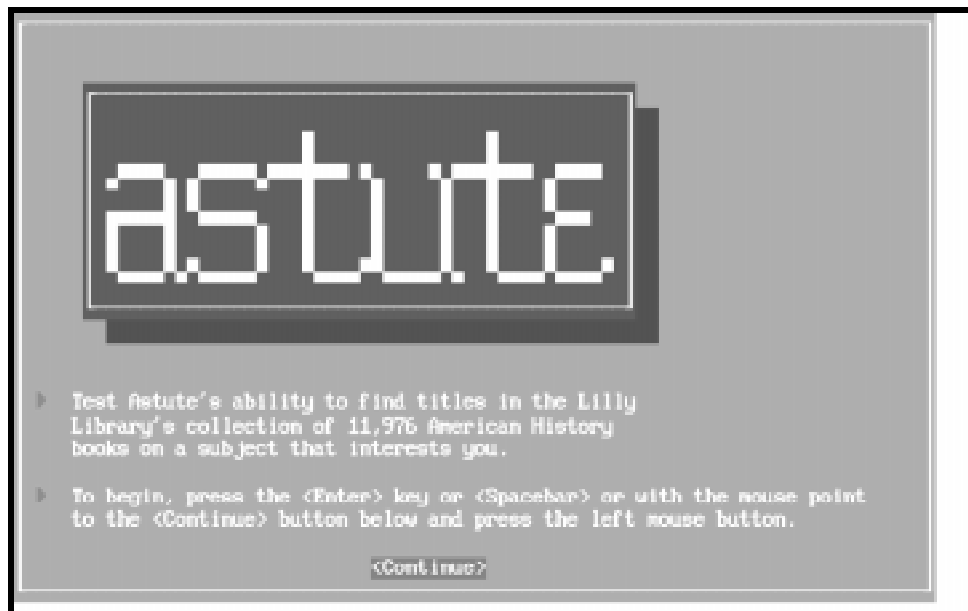 astute
Test Astute's ability to find titles in the Lilly
Library's collection of 11,976 American History
books on a subject that interests you.
To begin, press the <Enter> key or <Spacebar> or with the mouse point
to the <Continue> button below and press the left mouse button.
<Continue>